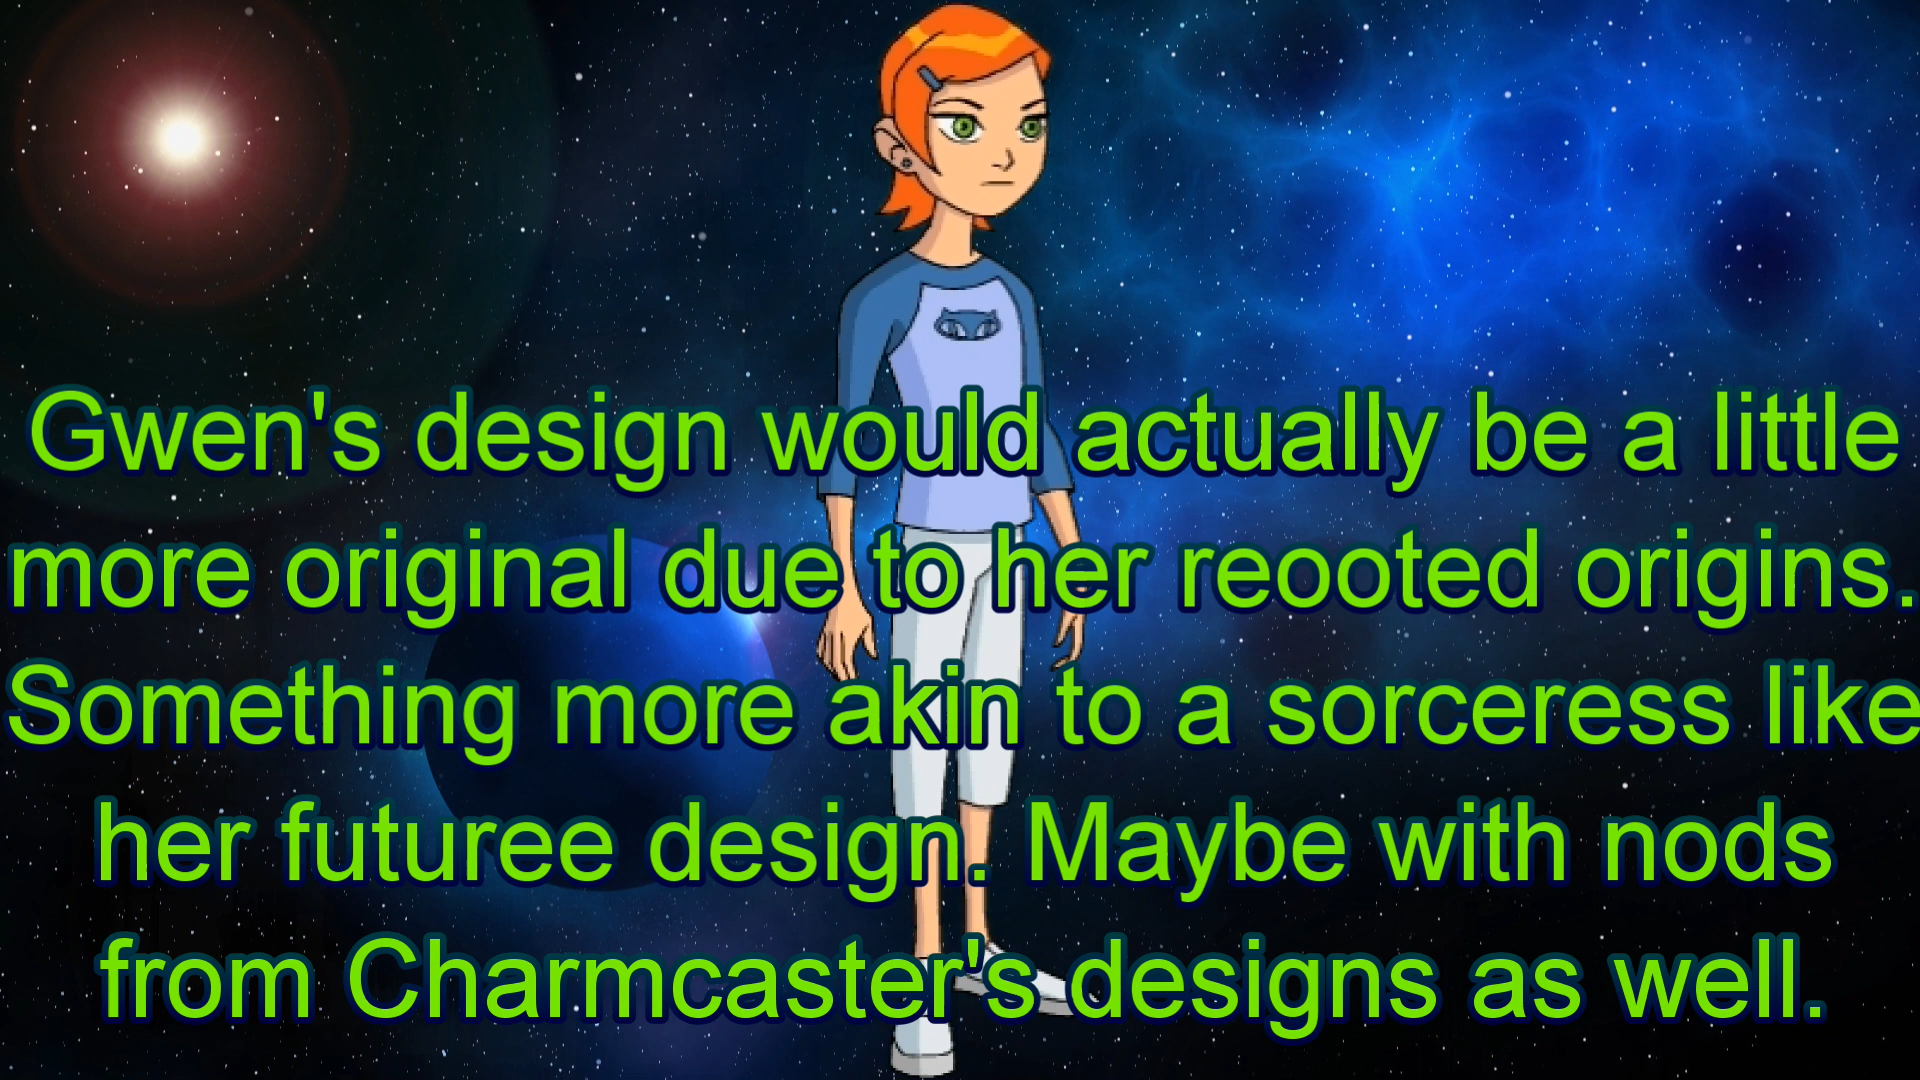 Gwen's design would actually be a little
more original due to her reooted origins.
Something more akin to a sorceress like
her futuree design. Maybe with nods
from Charmcaster's designs as well.